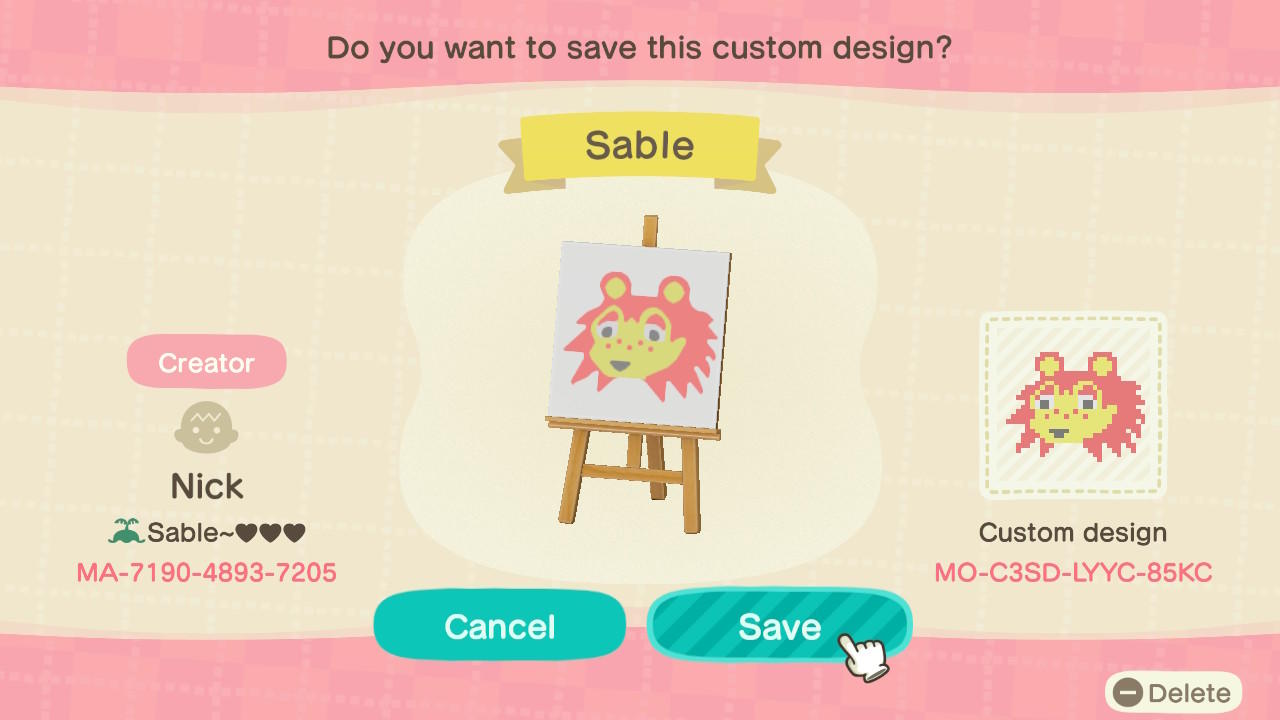 Do you want to save this custom design?
Sable
Creator
Nick
Sable~♥♥♥
MA-7190-4893-7205
Custom design
MO-C3SD-LYYC-85KC
Cancel
Save
Delete